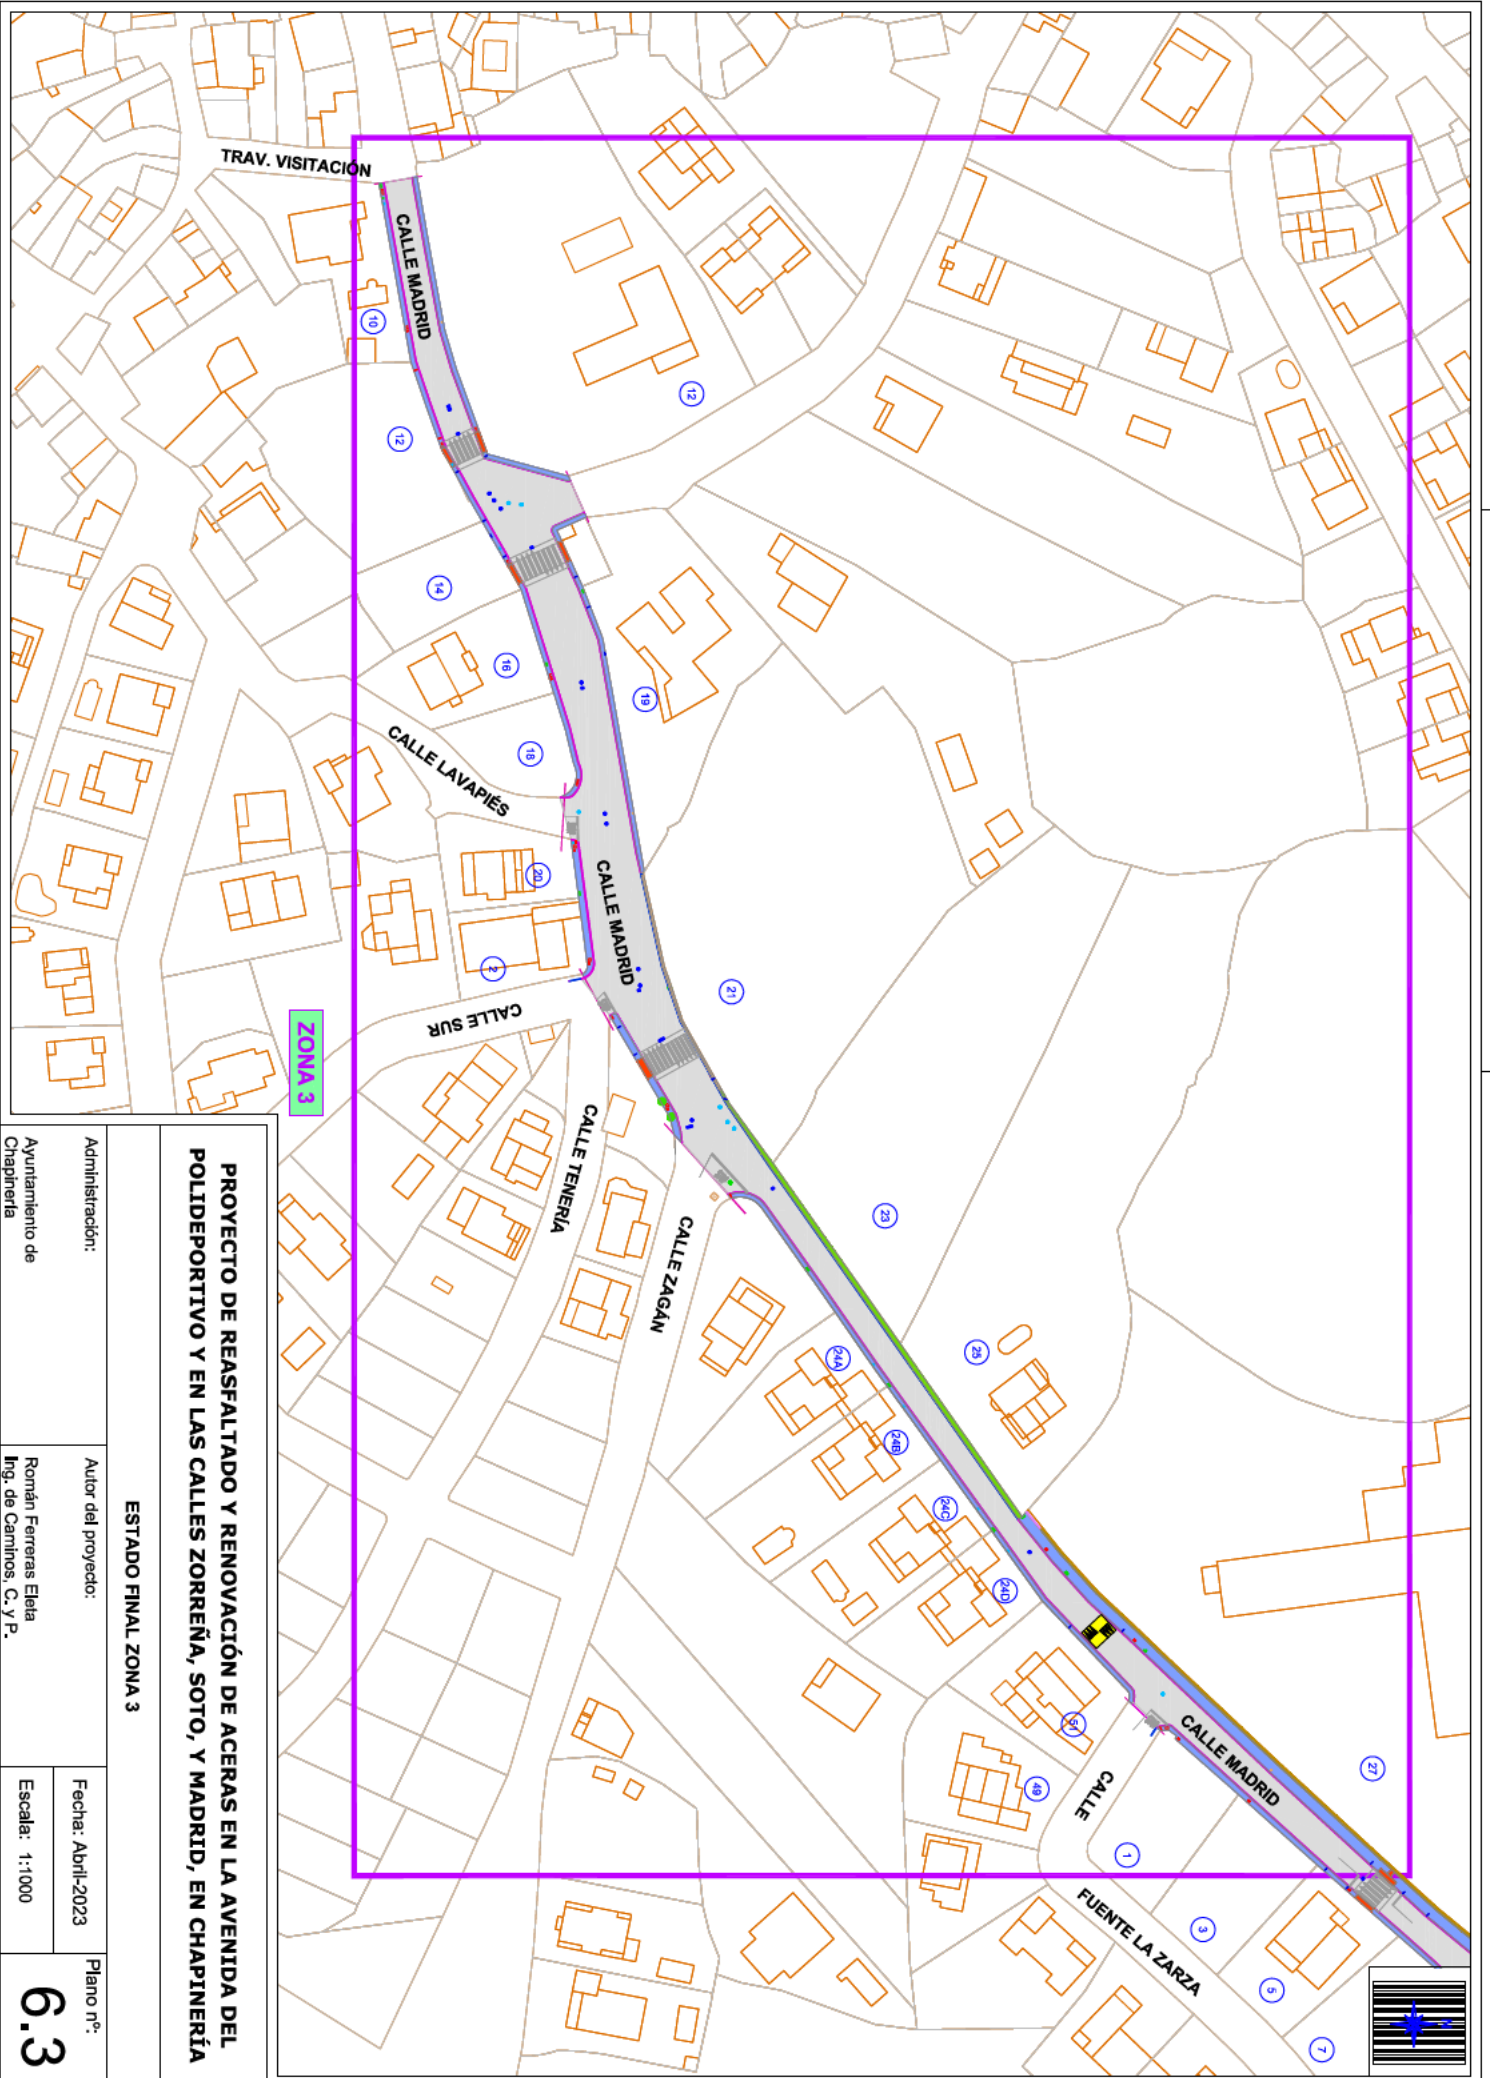 TRAV. VISITACIÓN
CALLE MADRID
10
12
12
14
16
18
19
CALLE LAVAPIÉS
20
CALLE MADRID
2
21
CALLE SUR
ZONA 3
CALLE TENERÍA
CALLE ZAGÁN
23
24A
25
24B
24C
24D
51
49
CALLE MADRID
27
CALLE
1
FUENTE LA ZARZA
3
5
7
N
PROYECTO DE REASFALTADO Y RENOVACIÓN DE ACERAS EN LA AVENIDA DEL
POLIDEPORTIVO Y EN LAS CALLES ZORREÑA, SOTO, Y MADRID, EN CHAPINERÍA
ESTADO FINAL ZONA 3
Administración:
Ayuntamiento de
Chapinería
Autor del proyecto:
Román Ferreras Eleta
Ing. de Caminos, C. y P.
Fecha: Abril-2023
Escala: 1:1000
Plano nº:
6.3